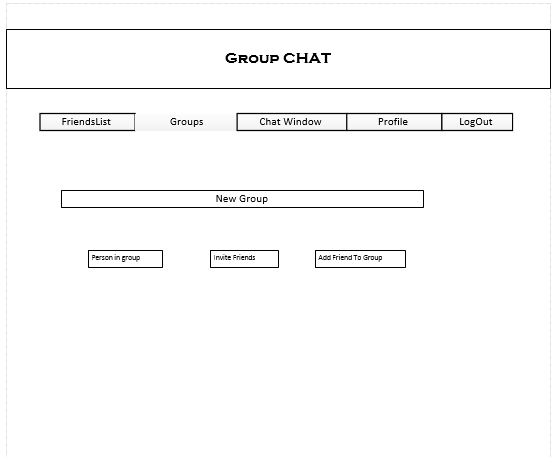 Group CHAT
FriendsList Groups Chat Window Profile LogOut
New Group
Person in group Invite Friends Add Friend To Group